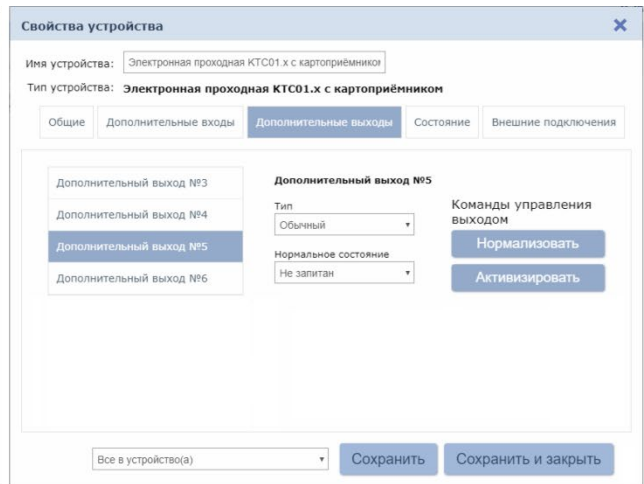 Свойства устройства
Имя устройства: Электронная проходная КТС01.х с картоприёмником
Тип устройства: Электронная проходная КТС01.х с картоприёмником
Общие Дополнительные входы Дополнительные выходы Состояние Внешние подключения
Дополнительный выход №3
Дополнительный выход №4
Дополнительный выход №5
Дополнительный выход №6
Дополнительный выход №5
Тип
Обычный
Нормальное состояние
Не запитан
Команды управления
выходом
Нормализовать
Активизировать
Все в устройство(а)
Сохранить
Сохранить и закрыть